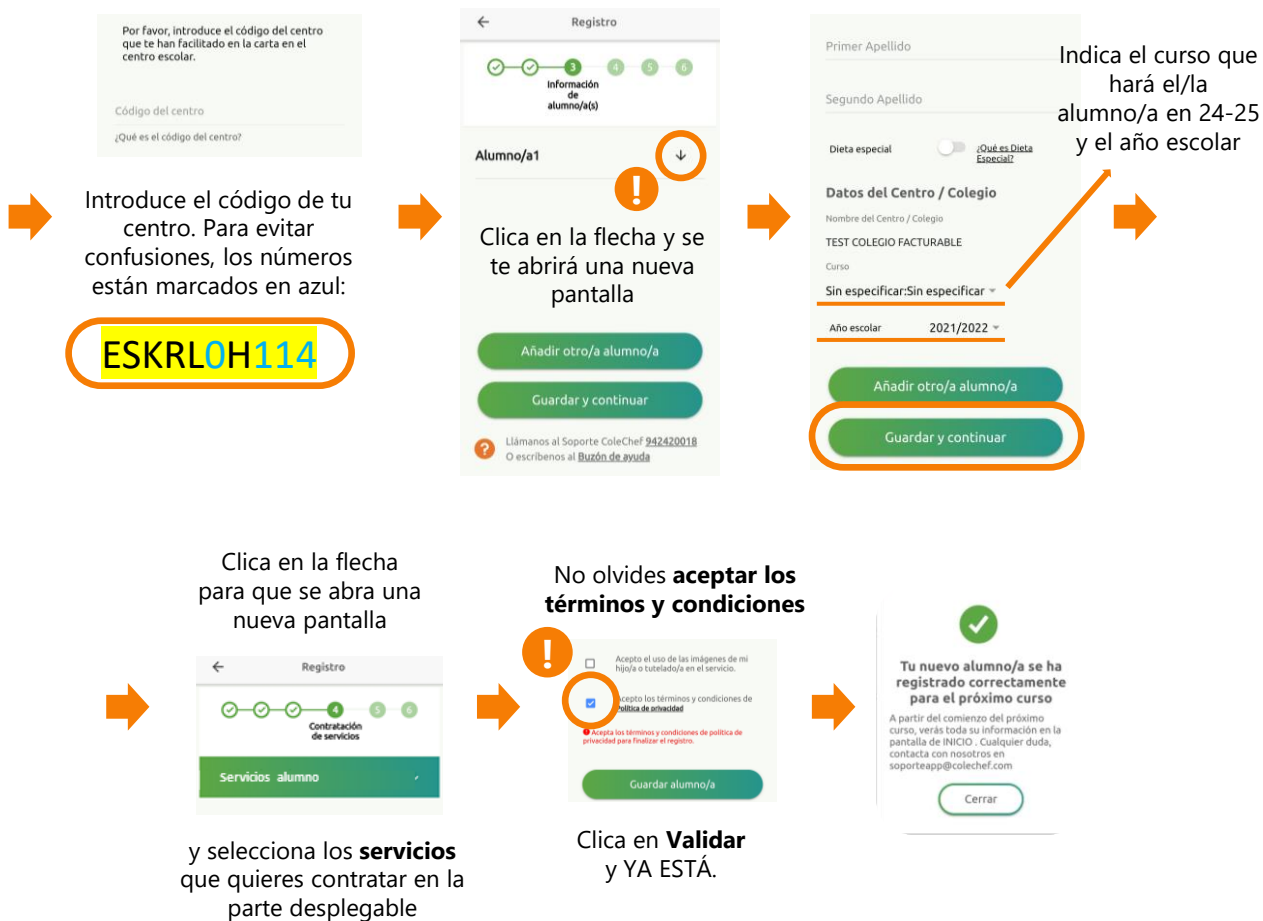 Por favor, introduce el código del centro
que te han facilitado en la carta en el
centro escolar.
Código del centro
¿Qué es el código del centro?
Introduce el código de tu
centro. Para evitar
confusiones, los números
están marcados en azul:
ESKRL0H114
Registro
3 4 5 6
Información
de
alumno/a(s)
Alumno/a1
!
Clica en la flecha y se
te abrirá una nueva
pantalla
Añadir otro/a alumno/a
Guardar y continuar
? Llámanos al Soporte ColeChef 942420018
O escríbenos al Buzón de ayuda
Primer Apellido
Segundo Apellido
Dieta especial ¿Qué es Dieta
Especial?
Datos del Centro / Colegio
Nombre del Centro / Colegio
TEST COLEGIO FACTURABLE
Curso
Sin especificar:Sin especificar
Año escolar 2021/2022
Añadir otro/a alumno/a
Guardar y continuar
Indica el curso que
hará el/la
alumno/a en 24-25
y el año escolar
Clica en la flecha
para que se abra una
nueva pantalla
Registro
4 5 6
Contratación
de servicios
Servicios alumno
y selecciona los servicios
que quieres contratar en la
parte desplegable
No olvides aceptar los
términos y condiciones
!
Acepto el uso de las imágenes de mi
hijo/a o tutelado/a en el servicio.
Acepto los términos y condiciones de
Política de privacidad
! Acepta los términos y condiciones de política de
privacidad para finalizar el registro.
Guardar alumno/a
Clica en Validar
y YA ESTÁ.
Tu nuevo alumno/a se ha
registrado correctamente
para el próximo curso
A partir del comienzo del próximo
curso, verás toda su información en la
pantalla de INICIO . Cualquier duda,
contacta con nosotros en
soporteapp@colechef.com
Cerrar